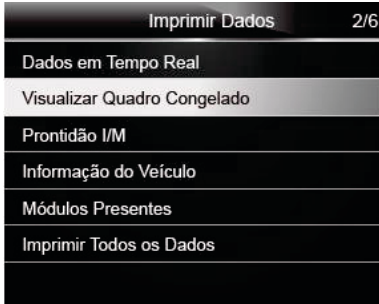 Imprimir Dados 2/6
Dados em Tempo Real
Visualizar Quadro Congelado
Prontidão I/M
Informação do Veículo
Módulos Presentes
Imprimir Todos os Dados